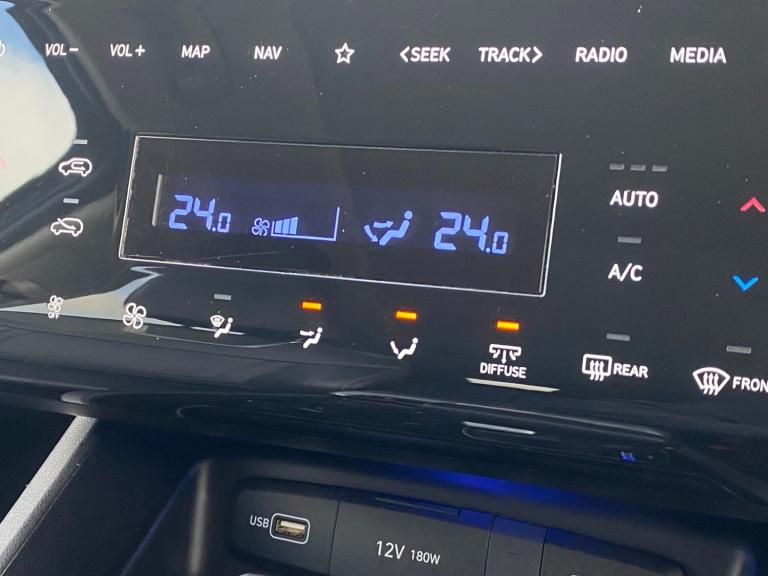 VOL− VOL+ MAP NAV <SEEK TRACK> RADIO MEDIA
AUTO
24.0 24.0
A/C
OFF
DIFFUSE
REAR
FRON
USB
12V 180W